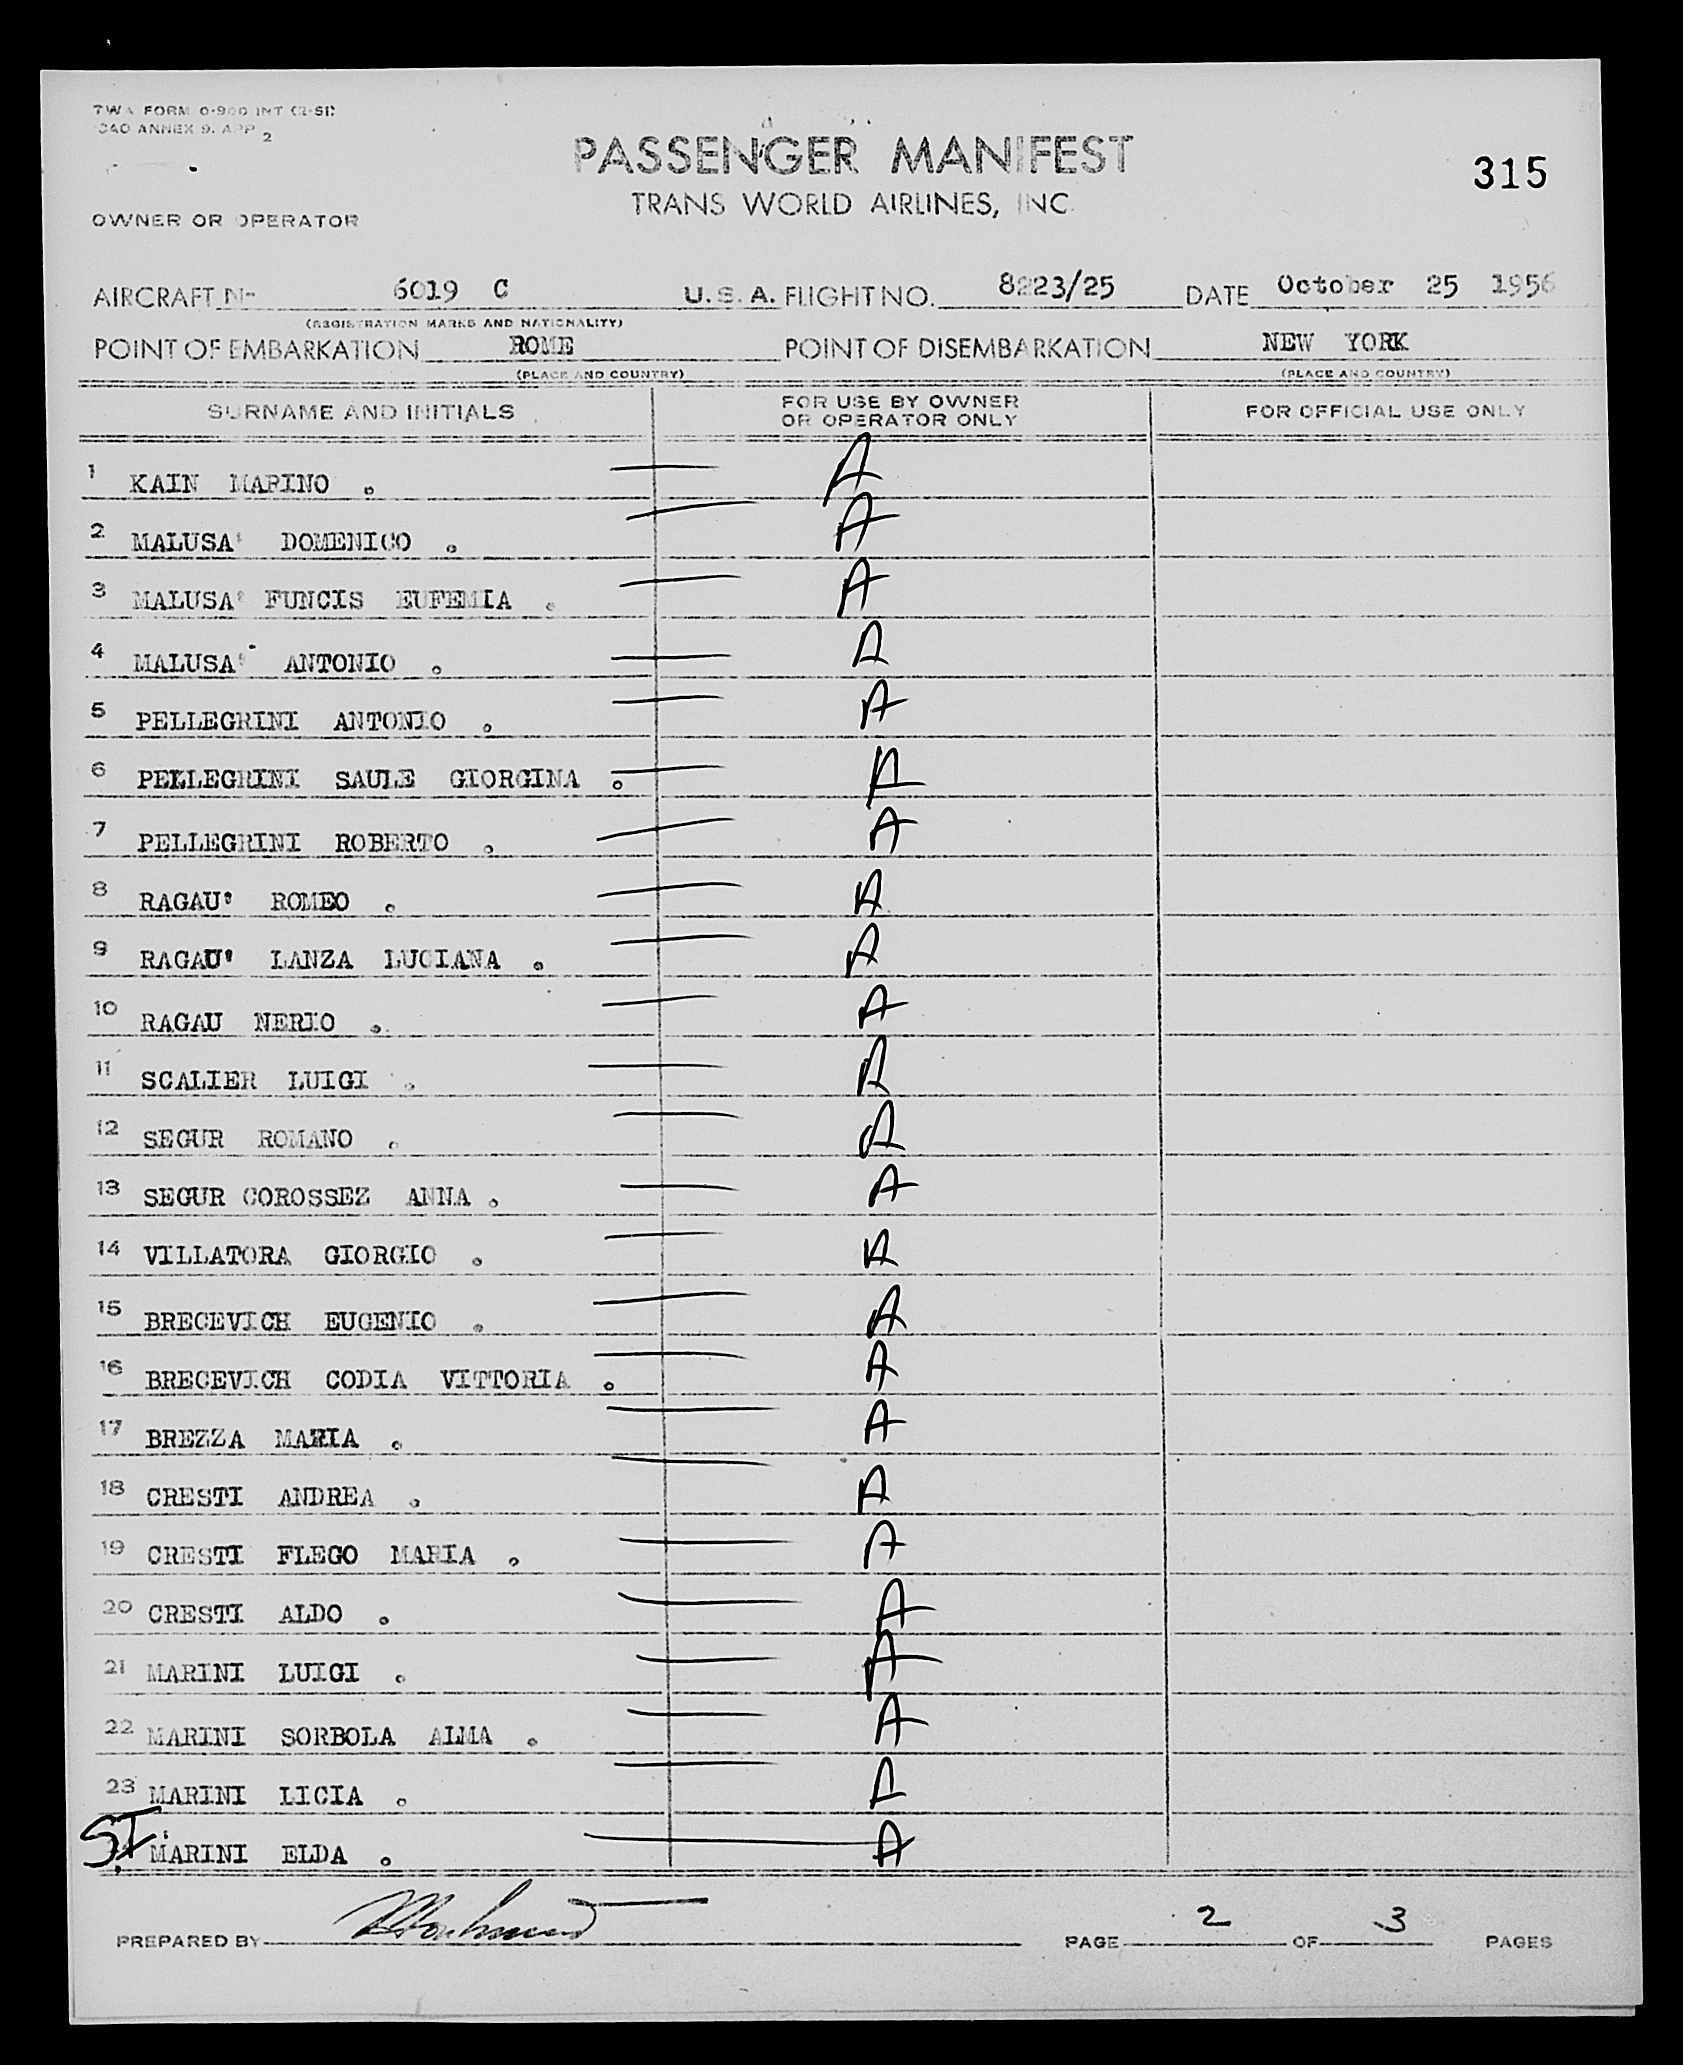 TWA FORM 0-900 INT (2-51)
ICAO ANNEX 9. APP 2
PASSENGER MANIFEST
315
TRANS WORLD AIRLINES, INC.
OWNER OR OPERATOR
AIRCRAFT No 6019 C U.S.A. FLIGHT NO. 8223/25 DATE October 25 1956
(REGISTRATION MARKS AND NATIONALITY)
POINT OF EMBARKATION ROME POINT OF DISEMBARKATION NEW YORK
(PLACE AND COUNTRY) (PLACE AND COUNTRY)
SURNAME AND INITIALS FOR USE BY OWNER OR OPERATOR ONLY FOR OFFICIAL USE ONLY
1 KAIN MARINO . A
2 MALUSA' DOMENICO . A
3 MALUSA' FUNCIS EUFEMIA . A
4 MALUSA' ANTONIO . A
5 PELLEGRINI ANTONIO . A
6 PELLEGRINI SAULE GIORGINA . A
7 PELLEGRINI ROBERTO . A
8 RAGAU' ROMEO . A
9 RAGAU' LANZA LUCIANA . A
10 RAGAU NERIO . A
11 SCALIER LUIGI . A
12 SEGUR ROMANO . A
13 SEGUR COROSSEZ ANNA . A
14 VILLATORA GIORGIO . A
15 BRECEVICH EUGENIO . A
16 BRECEVICH CODIA VITTORIA . A
17 BREZZA MARIA . A
18 CRESTI ANDREA . A
19 CRESTI FLEGO MARIA . A
20 CRESTI ALDO . A
21 MARINI LUIGI . A
22 MARINI SORBOLA ALMA . A
23 MARINI LICIA . A
MARINI ELDA . A
PREPARED BY PAGE 2 OF 3 PAGES